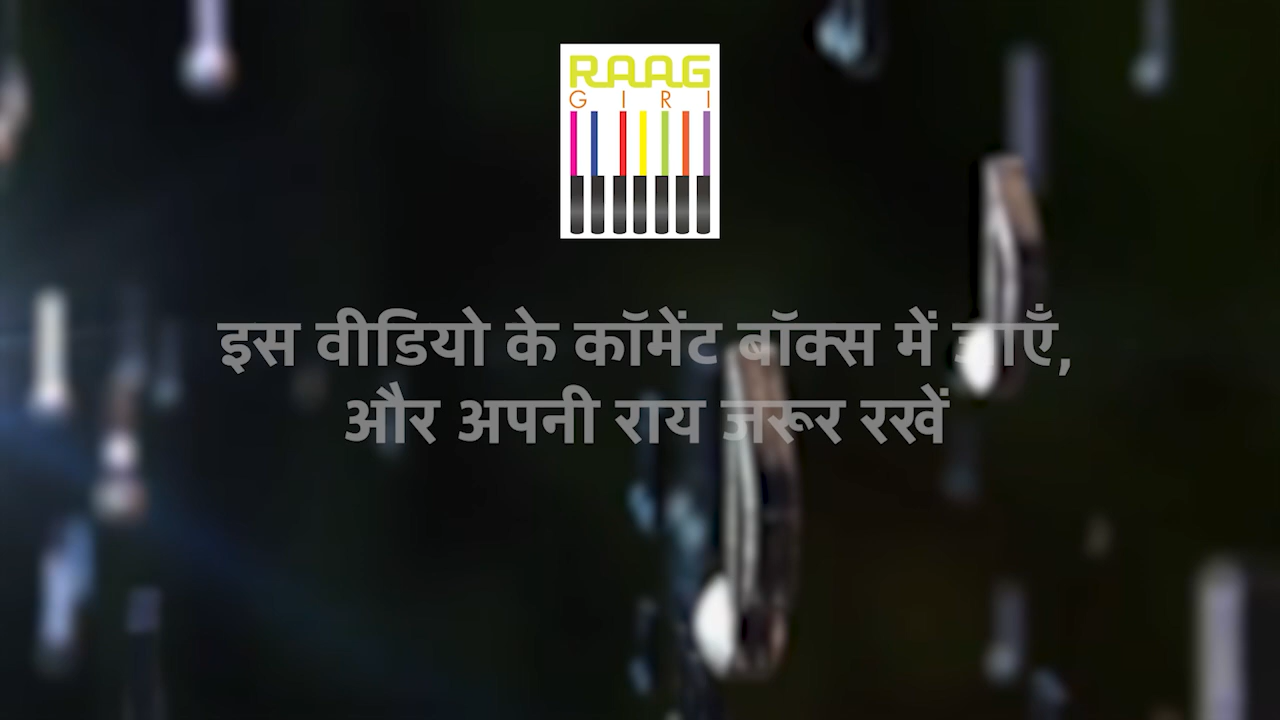 RAAG
GIRI
इस वीडियो के कॉमेंट बॉक्स में जाएँ,
और अपनी राय जरूर रखें